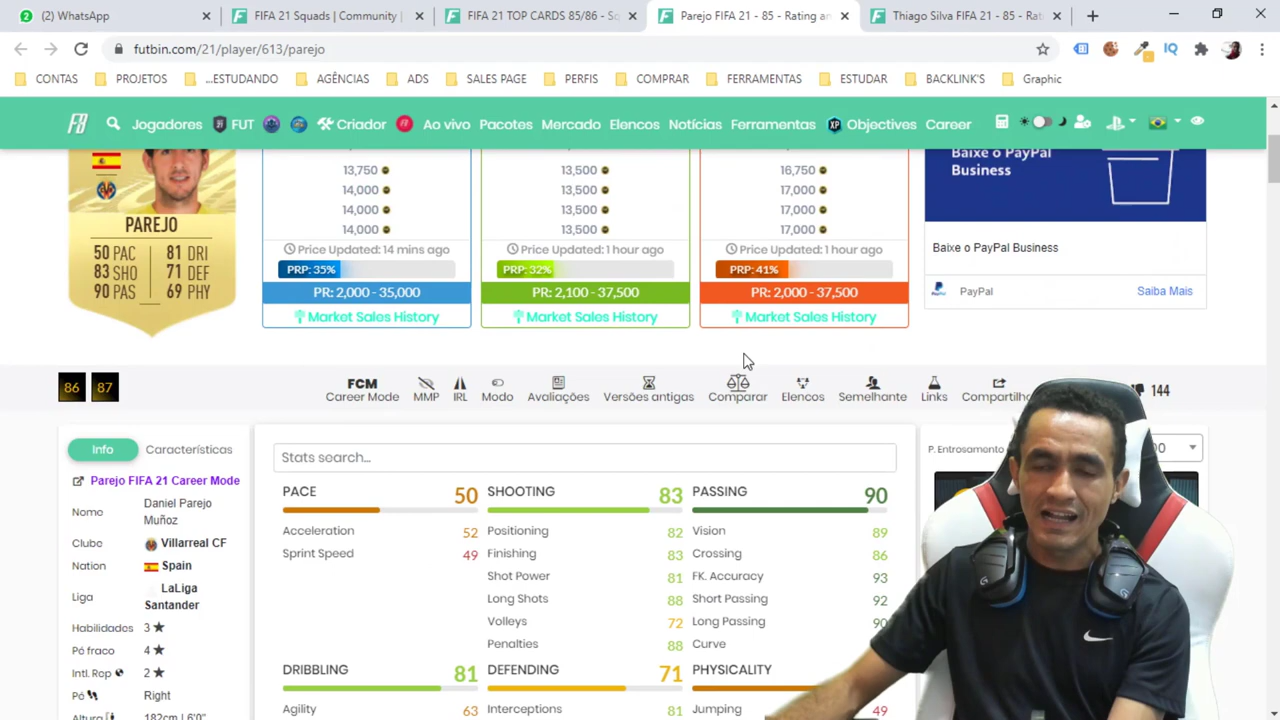 2 WhatsApp × FIFA 21 Squads | Community | × FIFA 21 TOP CARDS 85/86 - Sq × Parejo FIFA 21 - 85 - Rating an × Thiago Silva FIFA 21 - 85 - Rat × +
futbin.com/21/player/613/parejo
CONTAS PROJETOS ...ESTUDANDO AGÊNCIAS ADS SALES PAGE PERFIS COMPRAR FERRAMENTAS ESTUDAR BACKLINK'S Graphic
F8 Jogadores FUT Criador Ao vivo Pacotes Mercado Elencos Notícias Ferramentas XP Objectives Career
Baixe o PayPal
Business
13,750 13,500 16,750
14,000 13,500 17,000
14,000 13,500 17,000
14,000 13,500 17,000
PAREJO
50 PAC 81 DRI
83 SHO 71 DEF
90 PAS 69 PHY
Price Updated: 14 mins ago Price Updated: 1 hour ago Price Updated: 1 hour ago
Baixe o PayPal Business
PRP: 35% PRP: 32% PRP: 41%
PR: 2,000 - 35,000 PR: 2,100 - 37,500 PR: 2,000 - 37,500
PayPal Saiba Mais
Market Sales History Market Sales History Market Sales History
86 87
FCM
Career Mode MMP IRL Modo Avaliações Versões antigas Comparar Elencos Semelhante Links Compartilh
144
Info Características
Stats search...
P. Entrosamento
Parejo FIFA 21 Career Mode
Nomo Daniel Parejo
Muñoz
Clube Villarreal CF
Nation Spain
Liga LaLiga
Santander
Habilidades 3 ★
Pé fraco 4 ★
Intl. Rep 2 ★
Pé Right
Altura 182cm | 6'0"
PACE 50
Acceleration 52
Sprint Speed 49
SHOOTING 83
Positioning 82
Finishing 83
Shot Power 81
Long Shots 88
Volleys 72
Penalties 88
PASSING 90
Vision 89
Crossing 86
FK. Accuracy 93
Short Passing 92
Long Passing 90
Curve
DRIBBLING 81
Agility 63
DEFENDING 71
Interceptions 81
PHYSICALITY
Jumping 49